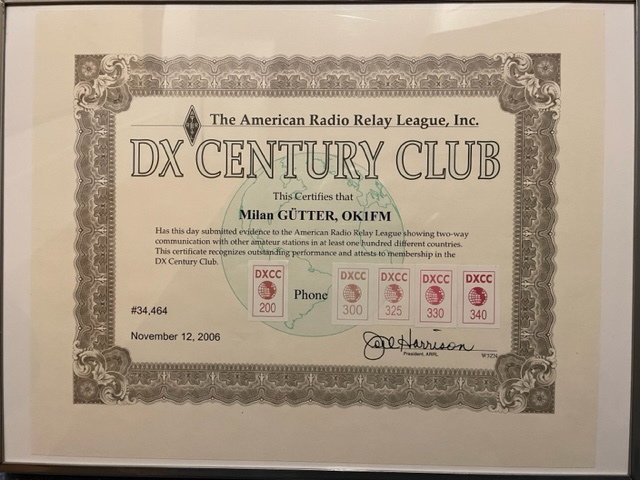 The American Radio Relay League, Inc.
DX CENTURY CLUB
This Certifies that
Milan GÜTTER, OK1FM
Has this day submitted evidence to the American Radio Relay League showing two-way
communication with other amateur stations in at least one hundred different countries.
This certificate recognizes outstanding performance and attests to membership in the
DX Century Club.
DXCC
200
Phone
DXCC
300
DXCC
325
DXCC
330
DXCC
340
#34,464
November 12, 2006
Joel Harrison
President, ARRL
W5ZN